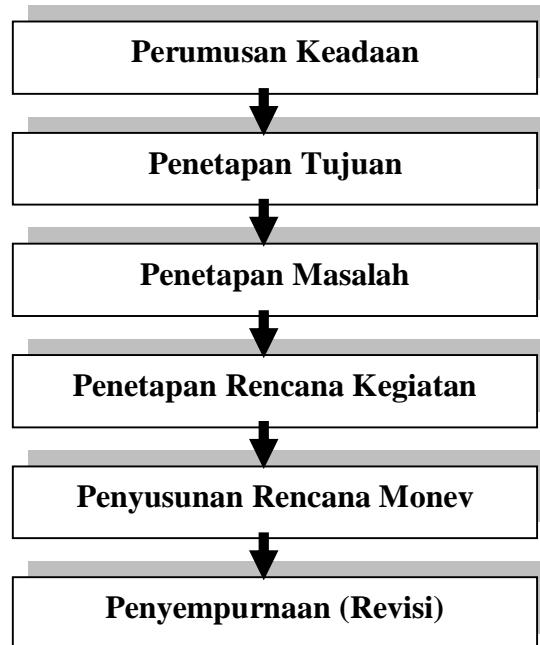 Perumusan Keadaan
Penetapan Tujuan
Penetapan Masalah
Penetapan Rencana Kegiatan
Penyusunan Rencana Monev
Penyempurnaan (Revisi)